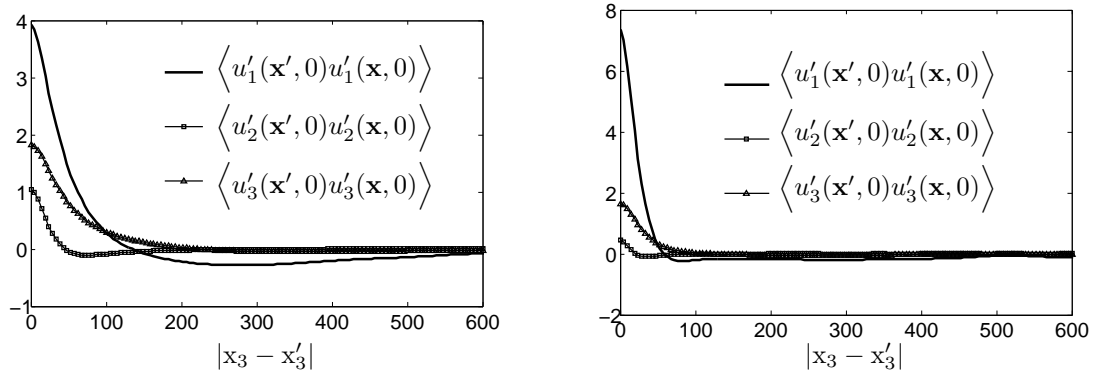 4
3
2
1
0
−1
0 100 200 300 400 500 600
|x₃ − x′₃|
⟨u′₁(x′, 0)u′₁(x, 0)⟩
⟨u′₂(x′, 0)u′₂(x, 0)⟩
⟨u′₃(x′, 0)u′₃(x, 0)⟩
8
6
4
2
0
−2
0 100 200 300 400 500 600
|x₃ − x′₃|
⟨u′₁(x′, 0)u′₁(x, 0)⟩
⟨u′₂(x′, 0)u′₂(x, 0)⟩
⟨u′₃(x′, 0)u′₃(x, 0)⟩